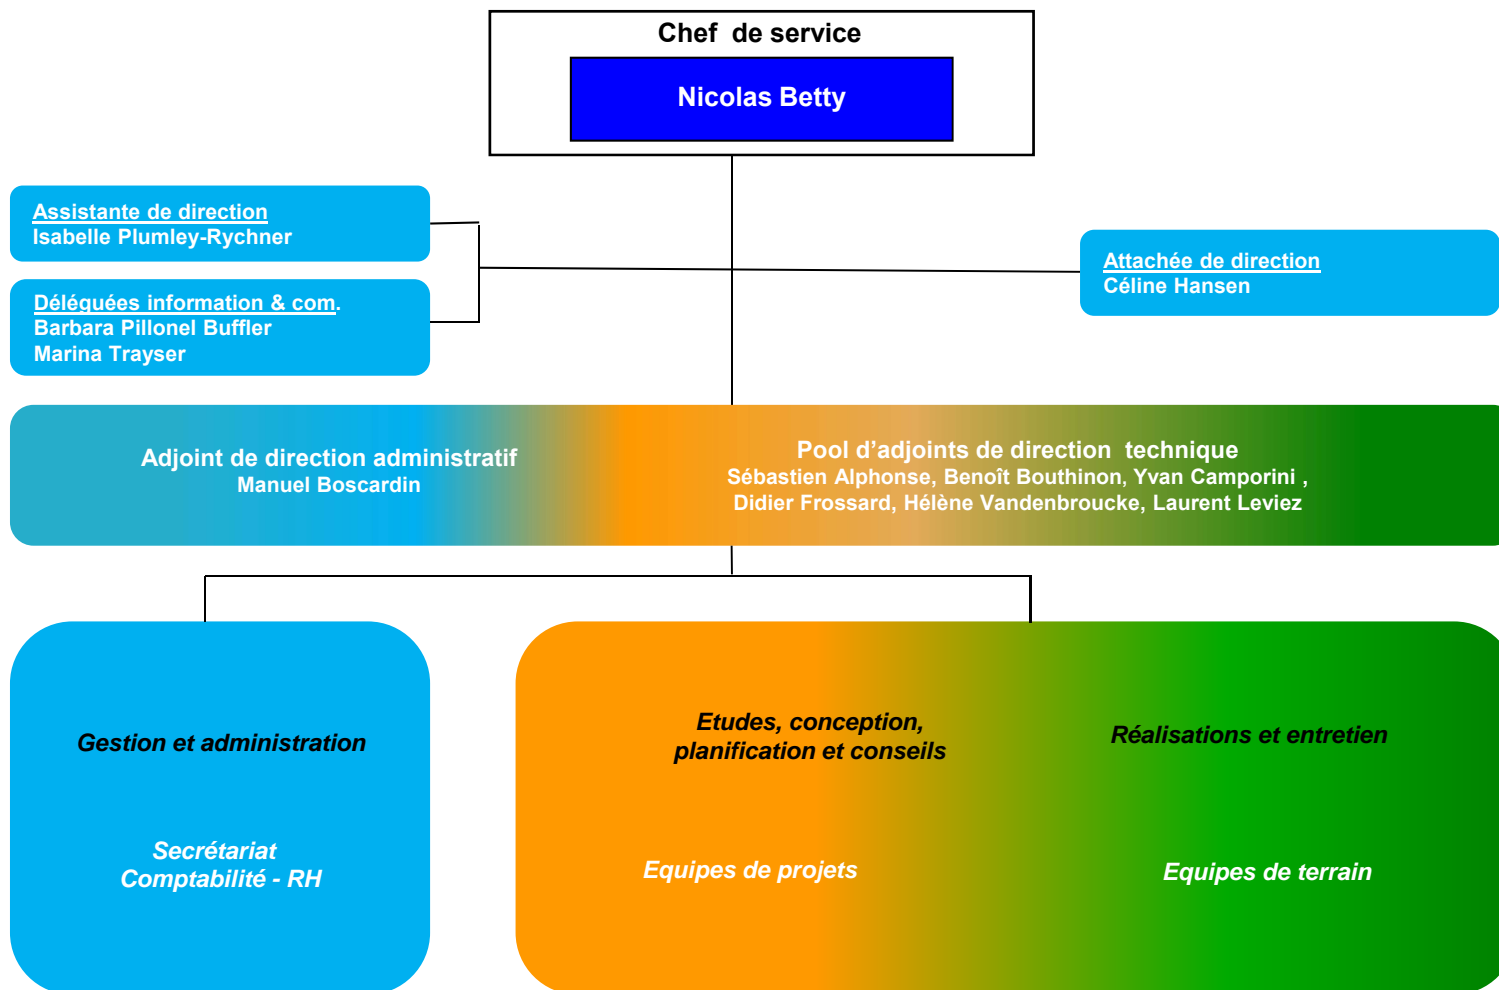 Chef de service
Nicolas Betty
Assistante de direction
Isabelle Plumley-Rychner
Déléguées information & com.
Barbara Pillonel Buffler
Marina Trayser
Attachée de direction
Céline Hansen
Adjoint de direction administratif
Manuel Boscardin
Pool d’adjoints de direction technique
Sébastien Alphonse, Benoît Bouthinon, Yvan Camporini ,
Didier Frossard, Hélène Vandenbroucke, Laurent Leviez
Gestion et administration
Secrétariat
Comptabilité - RH
Etudes, conception,
planification et conseils
Equipes de projets
Réalisations et entretien
Equipes de terrain